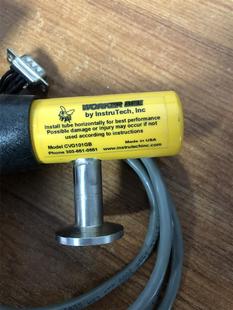 WORKER BEE
by InstruTech, Inc
Install tube horizontally for best performance
Possible damage or injury may occur if not
used according to instructions
Model CVG101GB Made in USA
Phone 303-651-0551 www.instrutechinc.com